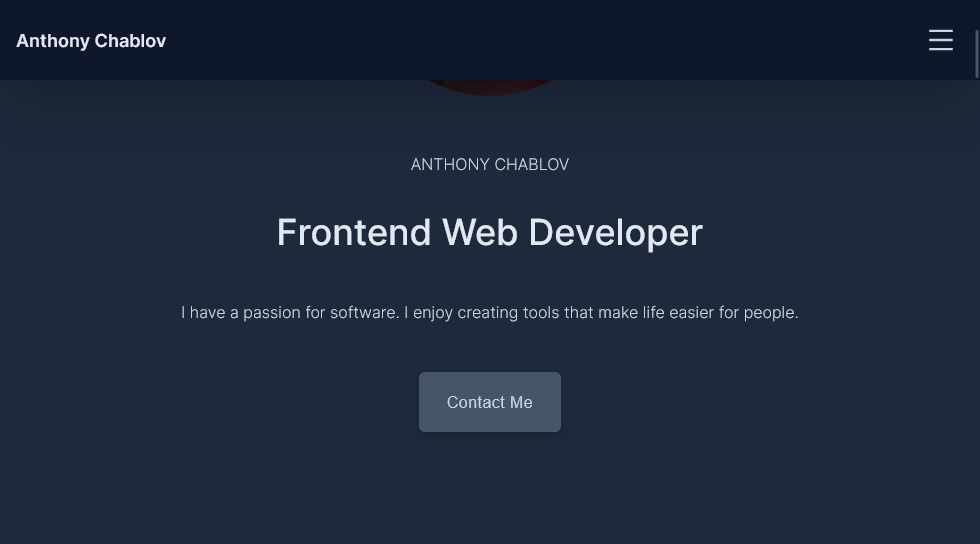 Anthony Chablov
ANTHONY CHABLOV
Frontend Web Developer
I have a passion for software. I enjoy creating tools that make life easier for people.
Contact Me